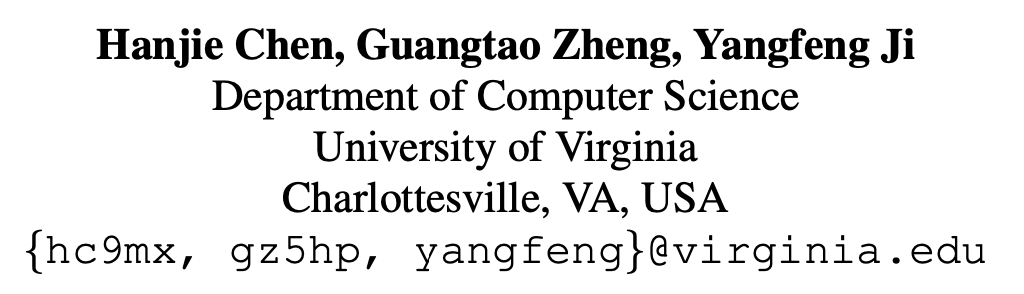 Hanjie Chen, Guangtao Zheng, Yangfeng Ji
Department of Computer Science
University of Virginia
Charlottesville, VA, USA
{hc9mx, gz5hp, yangfeng}@virginia.edu